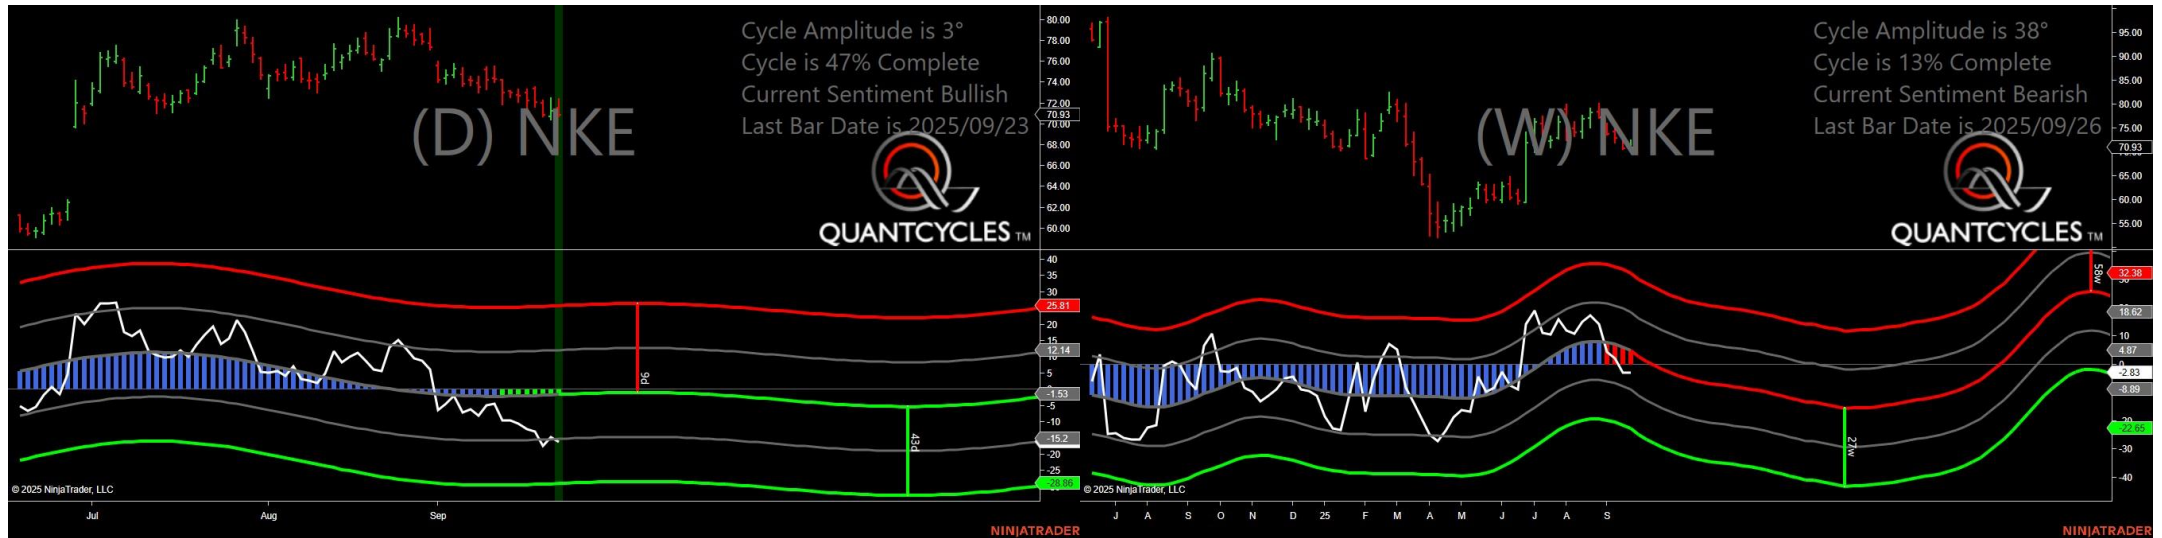 Cycle Amplitude is 3°
Cycle is 47% Complete
Current Sentiment Bullish
Last Bar Date is 2025/09/23
(D) NKE
QUANTCYCLES TM
80.00
78.00
76.00
74.00
72.00
70.93
70.00
68.00
66.00
64.00
62.00
60.00
40
35
30
25.81
20
15
12.14
5
-1.53
-5
-10
-15.2
-20
-25
-28.86
9d
43d
© 2025 NinjaTrader, LLC
Jul Aug Sep
NINJATRADER
Cycle Amplitude is 38°
Cycle is 13% Complete
Current Sentiment Bearish
Last Bar Date is 2025/09/26
(W) NKE
QUANTCYCLES TM
95.00
90.00
85.00
80.00
75.00
70.93
65.00
60.00
55.00
32.38
30
18.62
10
4.87
-2.83
-8.89
-20
-22.65
-30
-40
58w
27w
© 2025 NinjaTrader, LLC
J A S O N D 25 F M A M J J A S
NINJATRADER